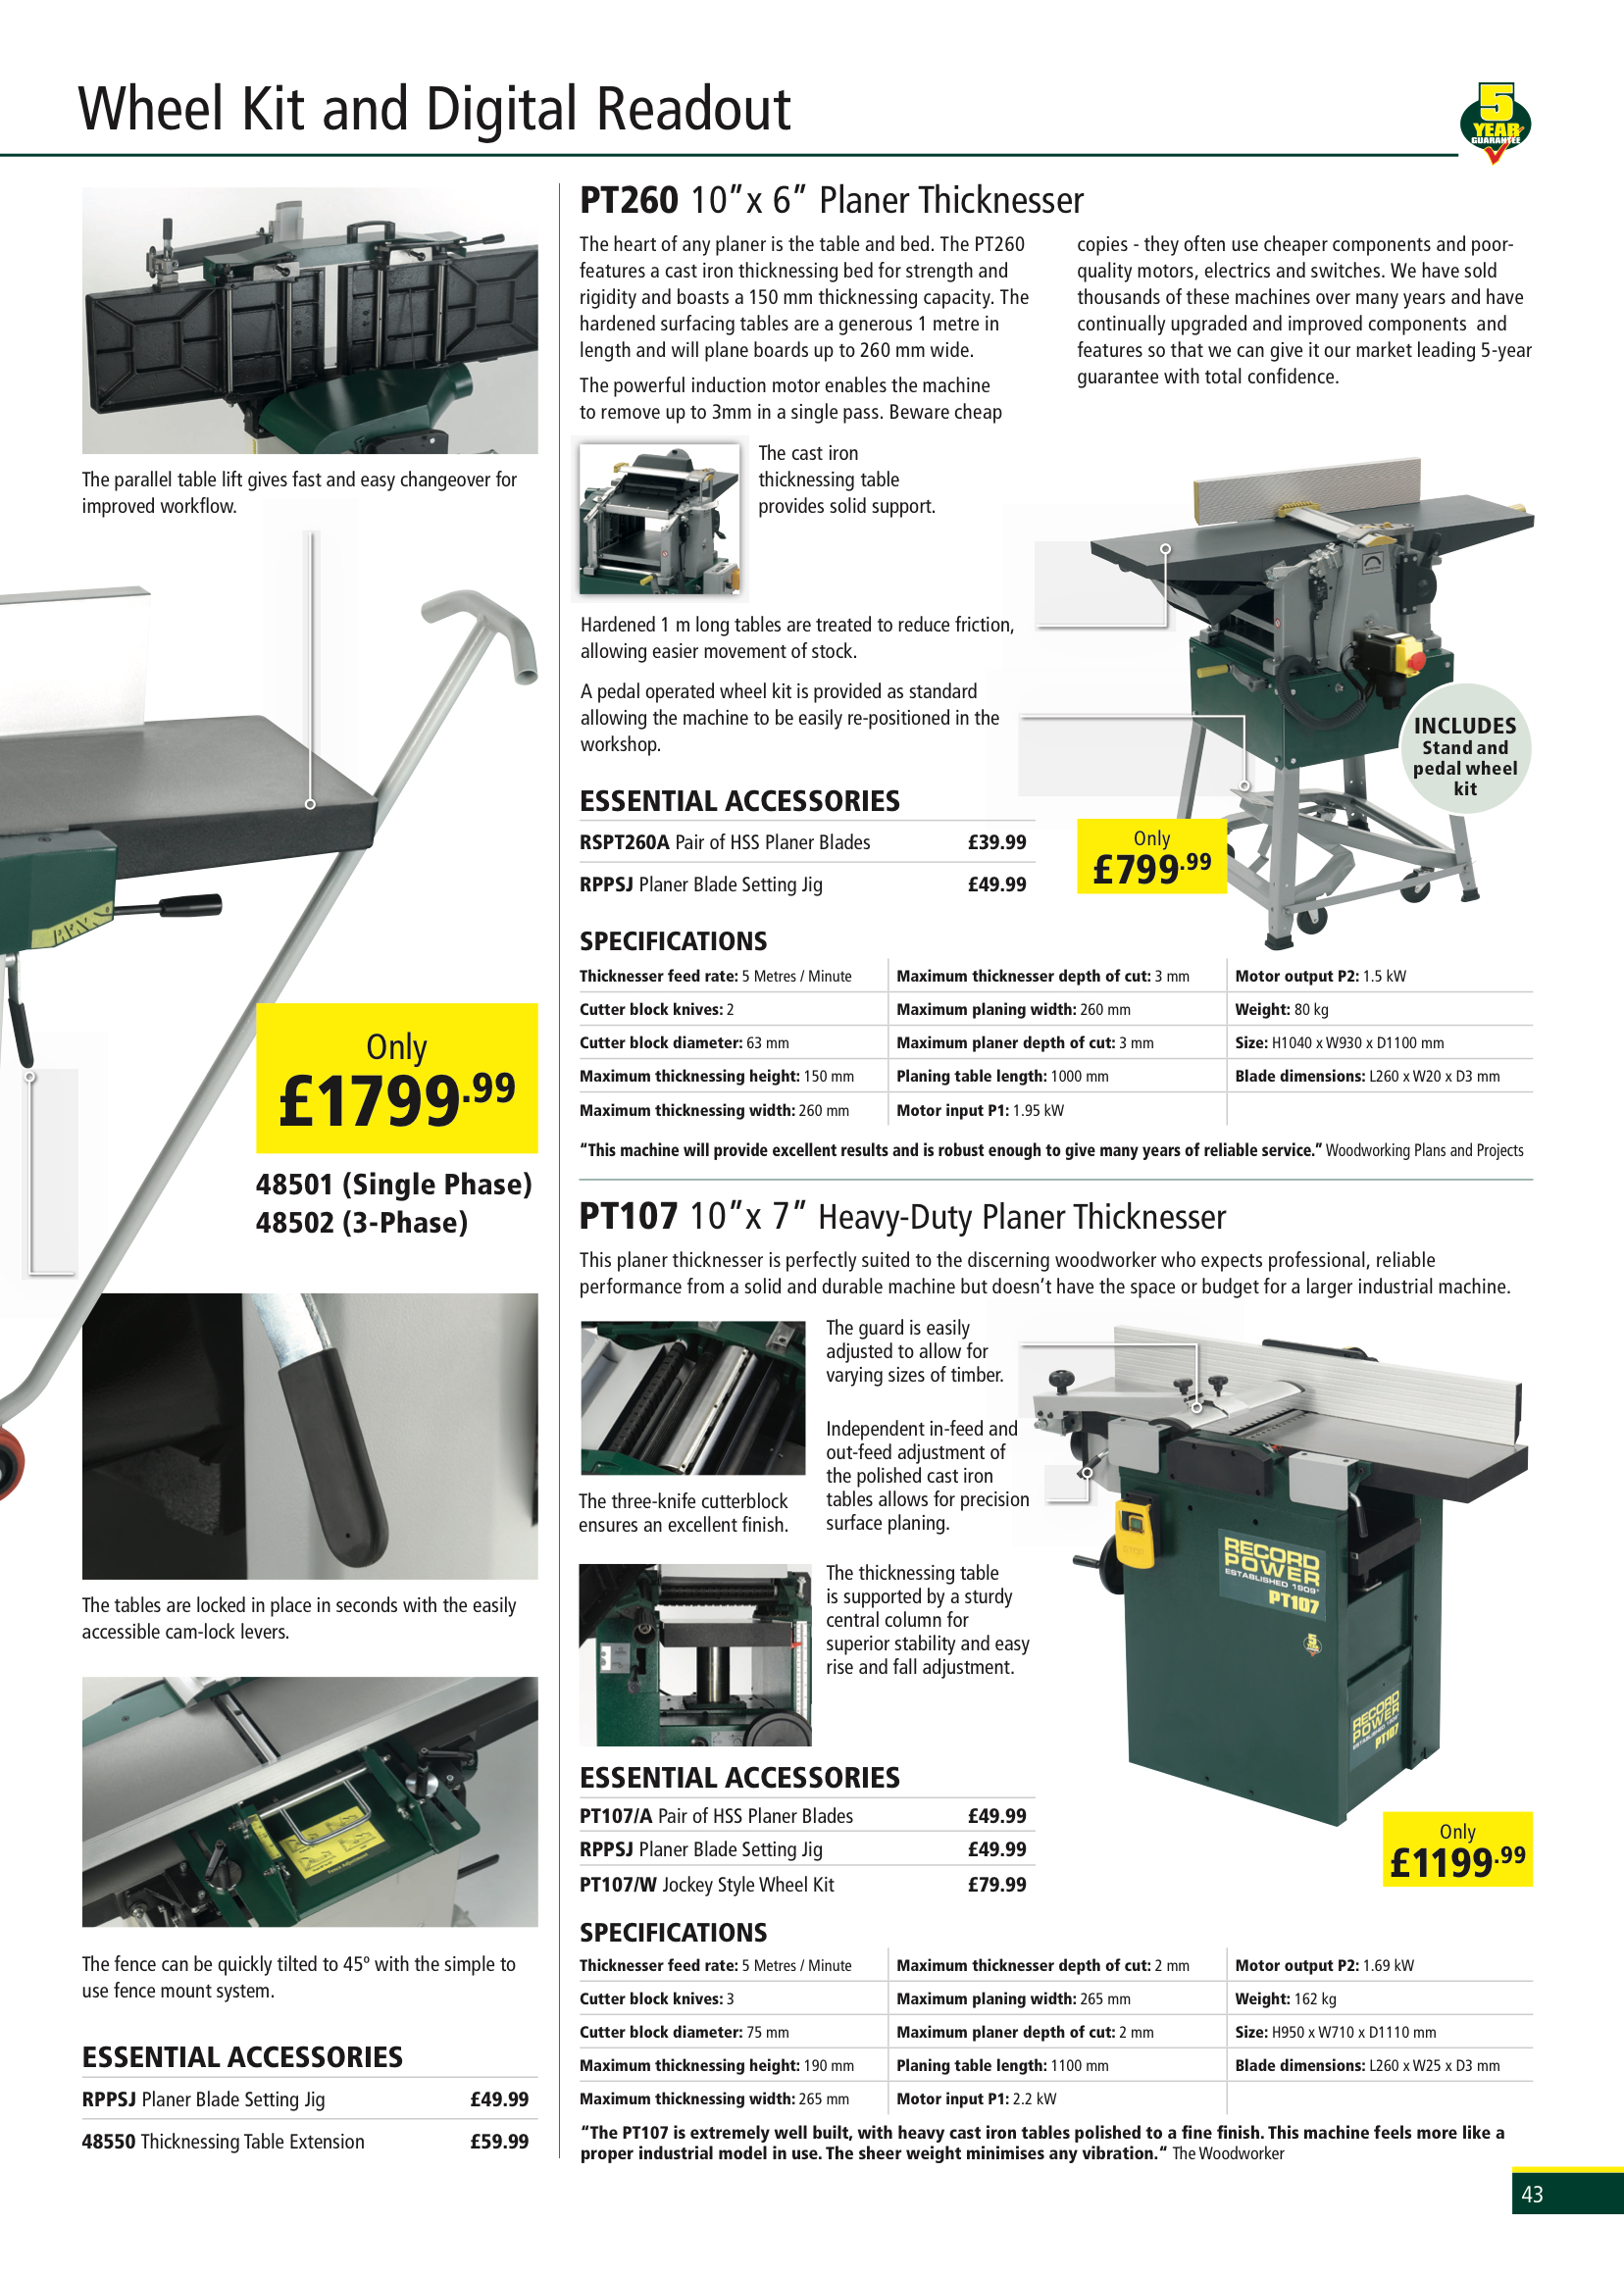 Wheel Kit and Digital Readout
5
YEAR
GUARANTEE
The parallel table lift gives fast and easy changeover for
improved workflow.
Only
£1799.99
48501 (Single Phase)
48502 (3-Phase)
The tables are locked in place in seconds with the easily
accessible cam-lock levers.
The fence can be quickly tilted to 45º with the simple to
use fence mount system.
ESSENTIAL ACCESSORIES
RPPSJ Planer Blade Setting Jig £49.99
48550 Thicknessing Table Extension £59.99
PT260 10”x 6” Planer Thicknesser
The heart of any planer is the table and bed. The PT260
features a cast iron thicknessing bed for strength and
rigidity and boasts a 150 mm thicknessing capacity. The
hardened surfacing tables are a generous 1 metre in
length and will plane boards up to 260 mm wide.
The powerful induction motor enables the machine
to remove up to 3mm in a single pass. Beware cheap
copies - they often use cheaper components and poor-
quality motors, electrics and switches. We have sold
thousands of these machines over many years and have
continually upgraded and improved components and
features so that we can give it our market leading 5-year
guarantee with total confidence.
The cast iron
thicknessing table
provides solid support.
Hardened 1 m long tables are treated to reduce friction,
allowing easier movement of stock.
A pedal operated wheel kit is provided as standard
allowing the machine to be easily re-positioned in the
workshop.
INCLUDES
Stand and
pedal wheel
kit
Only
£799.99
ESSENTIAL ACCESSORIES
RSPT260A Pair of HSS Planer Blades £39.99
RPPSJ Planer Blade Setting Jig £49.99
SPECIFICATIONS
Thicknesser feed rate: 5 Metres / Minute Maximum thicknesser depth of cut: 3 mm Motor output P2: 1.5 kW
Cutter block knives: 2 Maximum planing width: 260 mm Weight: 80 kg
Cutter block diameter: 63 mm Maximum planer depth of cut: 3 mm Size: H1040 x W930 x D1100 mm
Maximum thicknessing height: 150 mm Planing table length: 1000 mm Blade dimensions: L260 x W20 x D3 mm
Maximum thicknessing width: 260 mm Motor input P1: 1.95 kW
“This machine will provide excellent results and is robust enough to give many years of reliable service.” Woodworking Plans and Projects
PT107 10”x 7” Heavy-Duty Planer Thicknesser
This planer thicknesser is perfectly suited to the discerning woodworker who expects professional, reliable
performance from a solid and durable machine but doesn’t have the space or budget for a larger industrial machine.
The three-knife cutterblock
ensures an excellent finish.
The guard is easily
adjusted to allow for
varying sizes of timber.
Independent in-feed and
out-feed adjustment of
the polished cast iron
tables allows for precision
surface planing.
The thicknessing table
is supported by a sturdy
central column for
superior stability and easy
rise and fall adjustment.
STOP
RECORD
POWER
ESTABLISHED 1909
PT107
RECORD
POWER
PT107
Only
£1199.99
ESSENTIAL ACCESSORIES
PT107/A Pair of HSS Planer Blades £49.99
RPPSJ Planer Blade Setting Jig £49.99
PT107/W Jockey Style Wheel Kit £79.99
SPECIFICATIONS
Thicknesser feed rate: 5 Metres / Minute Maximum thicknesser depth of cut: 2 mm Motor output P2: 1.69 kW
Cutter block knives: 3 Maximum planing width: 265 mm Weight: 162 kg
Cutter block diameter: 75 mm Maximum planer depth of cut: 2 mm Size: H950 x W710 x D1110 mm
Maximum thicknessing height: 190 mm Planing table length: 1100 mm Blade dimensions: L260 x W25 x D3 mm
Maximum thicknessing width: 265 mm Motor input P1: 2.2 kW
“The PT107 is extremely well built, with heavy cast iron tables polished to a fine finish. This machine feels more like a
proper industrial model in use. The sheer weight minimises any vibration.“ The Woodworker
43